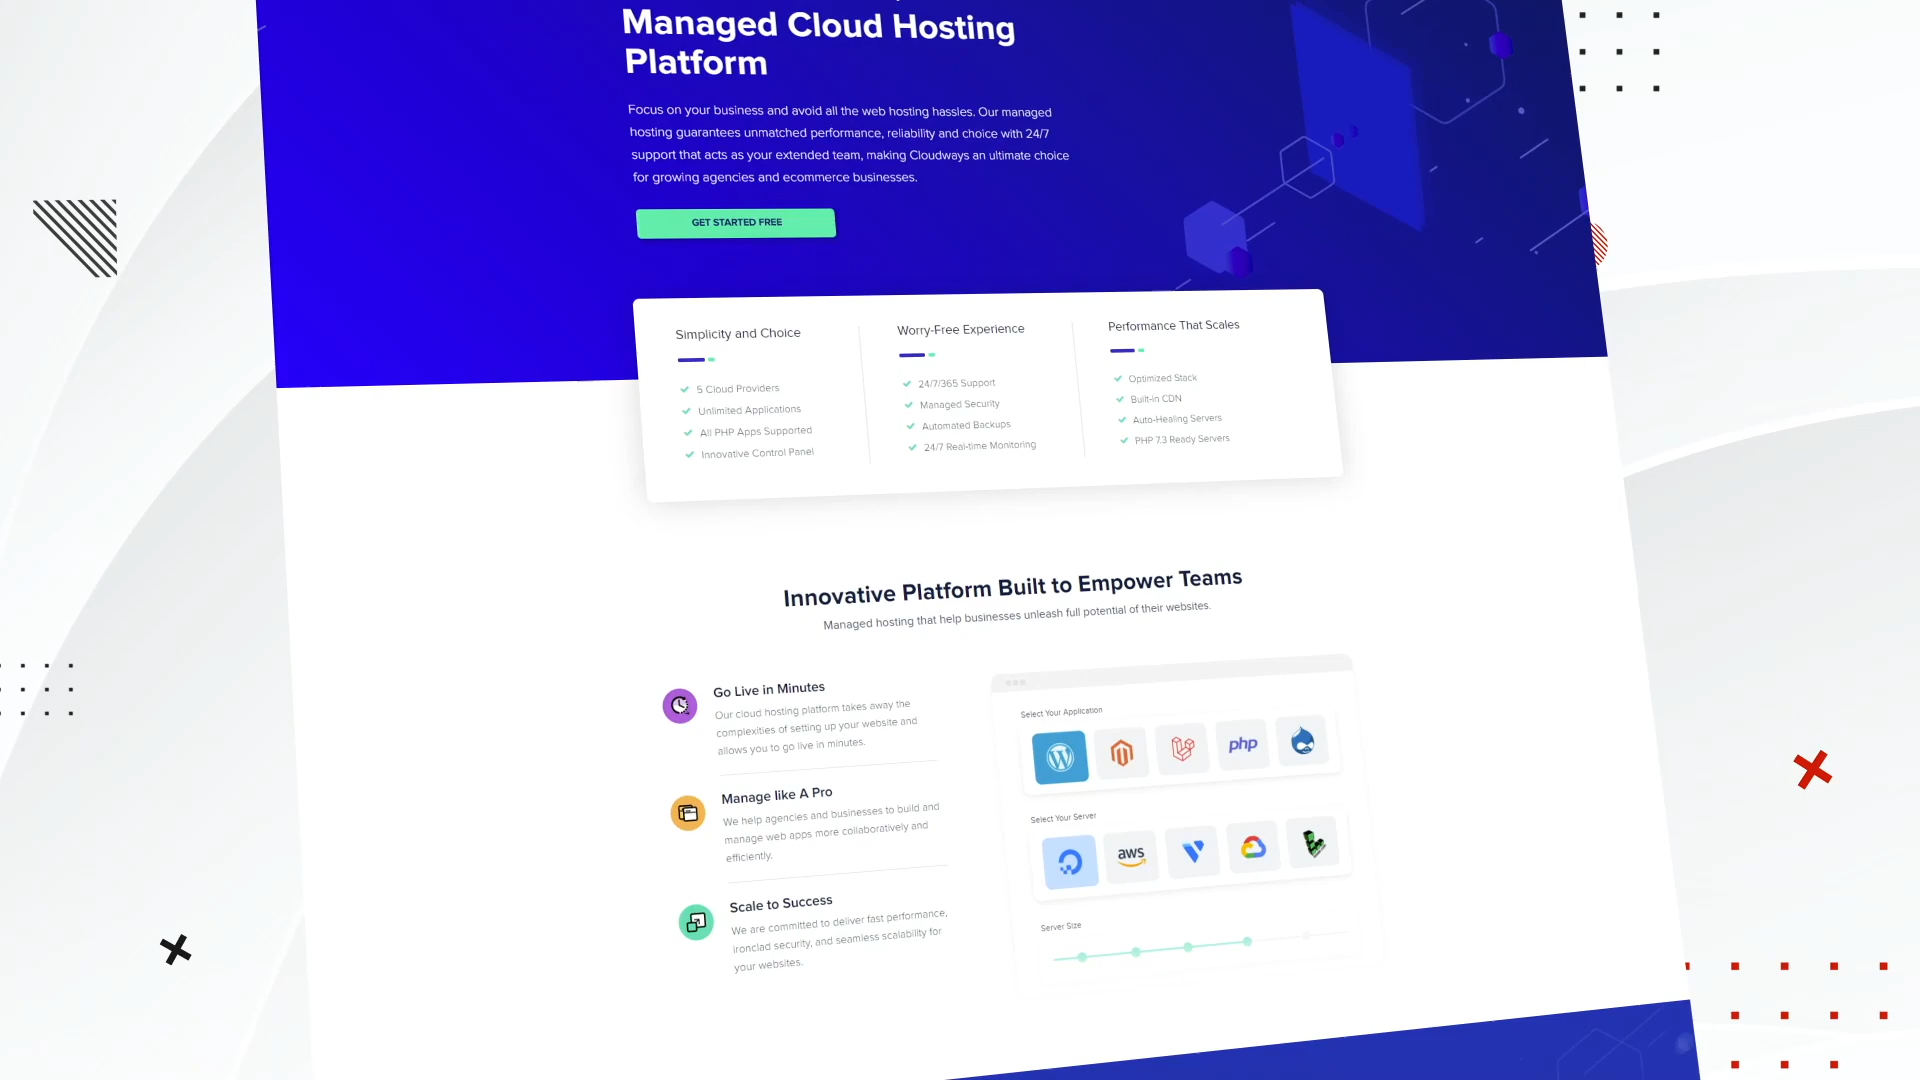 Managed Cloud Hosting
Platform
Focus on your business and avoid all the web hosting hassles. Our managed
hosting guarantees unmatched performance, reliability and choice with 24/7
support that acts as your extended team, making Cloudways an ultimate choice
for growing agencies and ecommerce businesses.
GET STARTED FREE
Simplicity and Choice
5 Cloud Providers
Unlimited Applications
All PHP Apps Supported
Innovative Control Panel
Worry-Free Experience
24/7/365 Support
Managed Security
Automated Backups
24/7 Real-time Monitoring
Performance That Scales
Optimized Stack
Built-in CDN
Auto-Healing Servers
PHP 7.3 Ready Servers
Innovative Platform Built to Empower Teams
Managed hosting that help businesses unleash full potential of their websites.
Go Live in Minutes
Our cloud hosting platform takes away the
complexities of setting up your website and
allows you to go live in minutes.
Manage like A Pro
We help agencies and businesses to build and
manage web apps more collaboratively and
efficiently.
Scale to Success
We are committed to deliver fast performance,
ironclad security, and seamless scalability for
your websites.
Select Your Application
php
Select Your Server
aws
Server Size